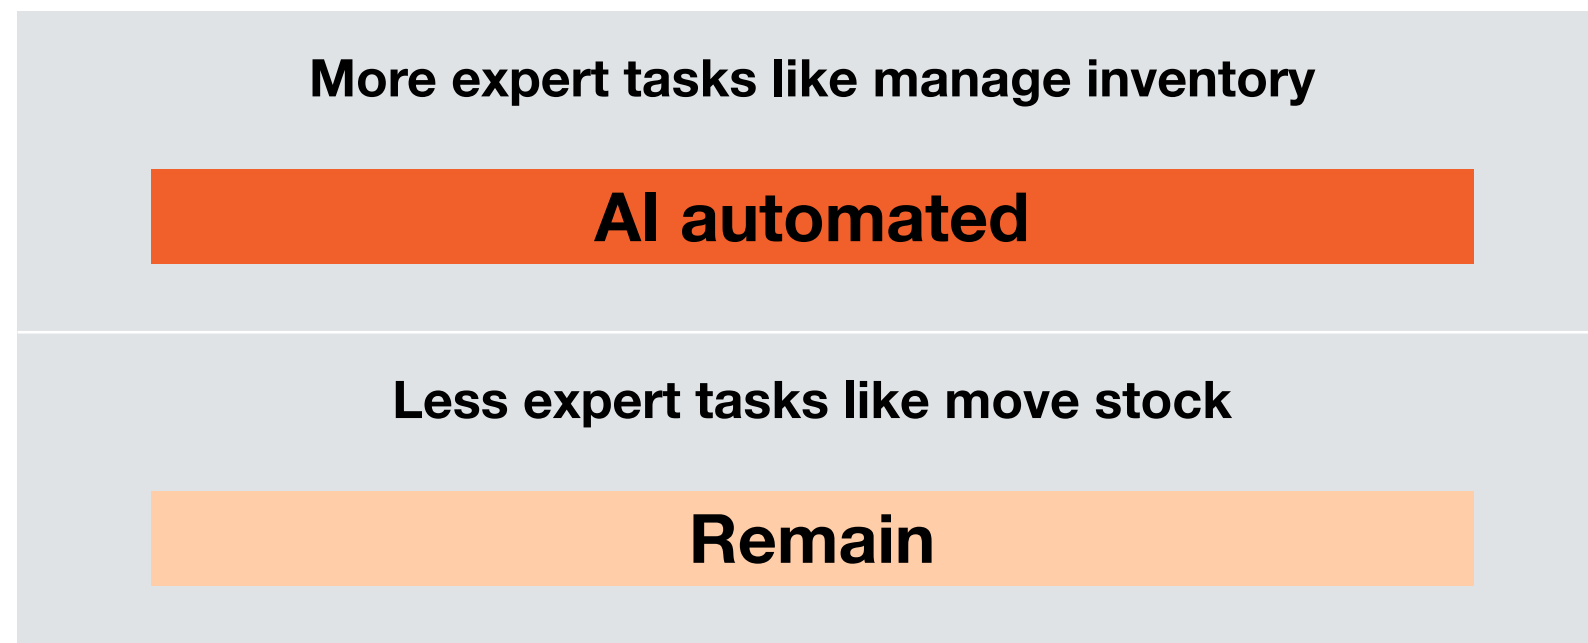 More expert tasks like manage inventory
AI automated
Less expert tasks like move stock
Remain